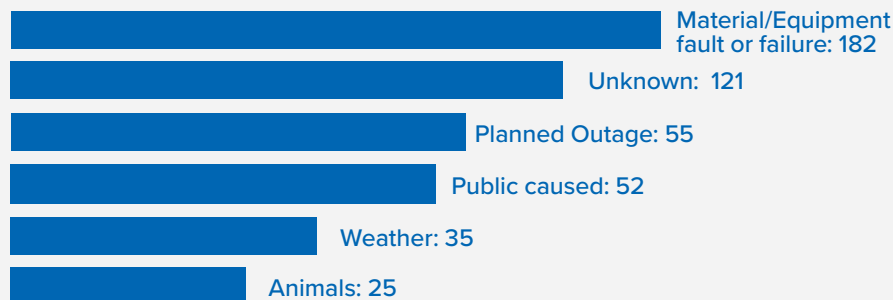 Material/Equipment
fault or failure: 182
Unknown:  121
Planned Outage: 55
Public caused: 52
Weather: 35
Animals: 25